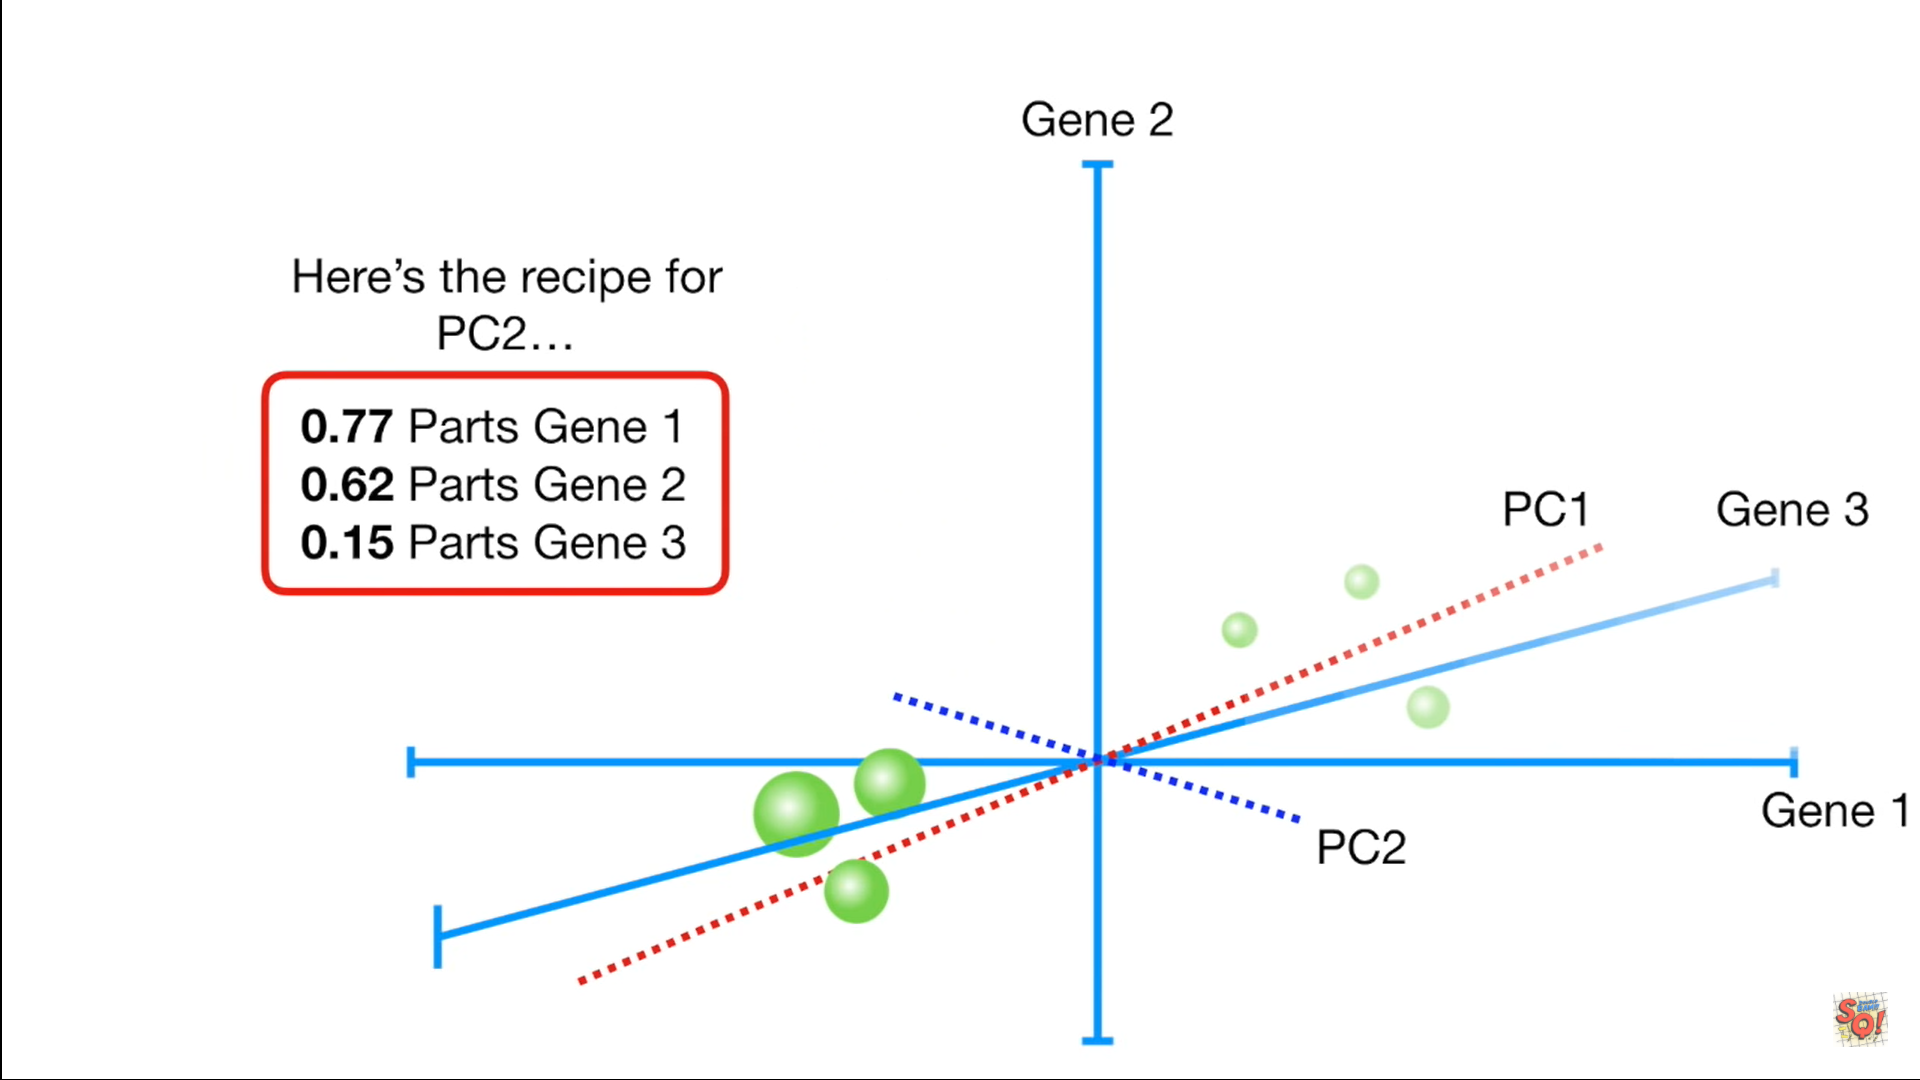 Gene 2
Here's the recipe for
PC2…
0.77 Parts Gene 1
0.62 Parts Gene 2
0.15 Parts Gene 3
PC1
Gene 3
Gene 1
PC2
SQ!